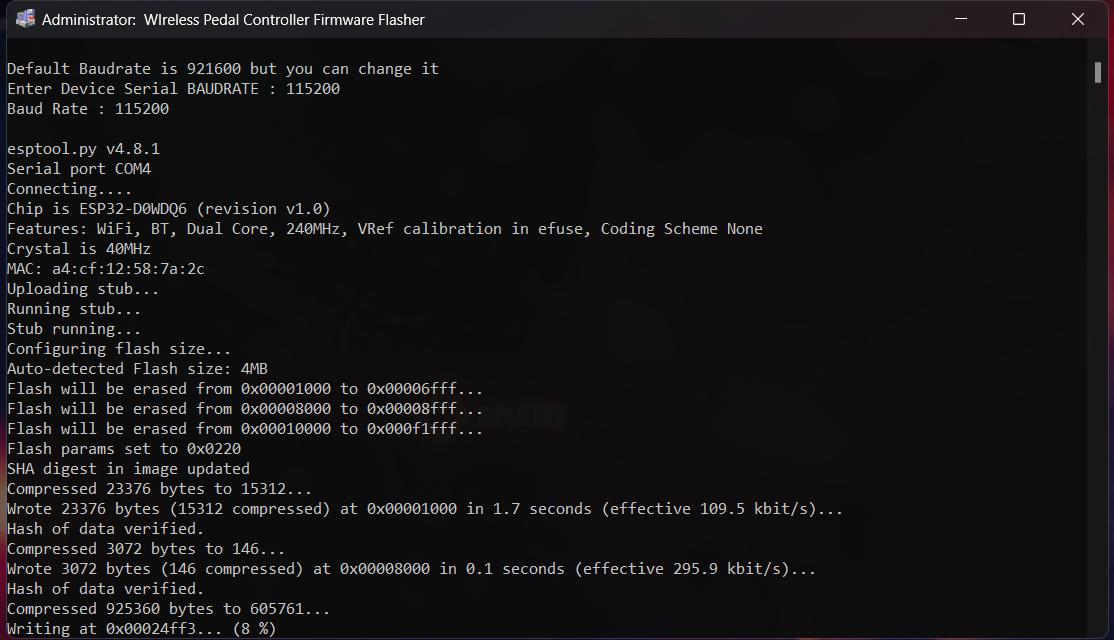 Administrator:  WIreless Pedal Controller Firmware Flasher
Default Baudrate is 921600 but you can change it
Enter Device Serial BAUDRATE : 115200
Baud Rate : 115200
esptool.py v4.8.1
Serial port COM4
Connecting....
Chip is ESP32-D0WDQ6 (revision v1.0)
Features: WiFi, BT, Dual Core, 240MHz, VRef calibration in efuse, Coding Scheme None
Crystal is 40MHz
MAC: a4:cf:12:58:7a:2c
Uploading stub...
Running stub...
Stub running...
Configuring flash size...
Auto-detected Flash size: 4MB
Flash will be erased from 0x00001000 to 0x00006fff...
Flash will be erased from 0x00008000 to 0x00008fff...
Flash will be erased from 0x00010000 to 0x000f1fff...
Flash params set to 0x0220
SHA digest in image updated
Compressed 23376 bytes to 15312...
Wrote 23376 bytes (15312 compressed) at 0x00001000 in 1.7 seconds (effective 109.5 kbit/s)...
Hash of data verified.
Compressed 3072 bytes to 146...
Wrote 3072 bytes (146 compressed) at 0x00008000 in 0.1 seconds (effective 295.9 kbit/s)...
Hash of data verified.
Compressed 925360 bytes to 605761...
Writing at 0x00024ff3... (8 %)